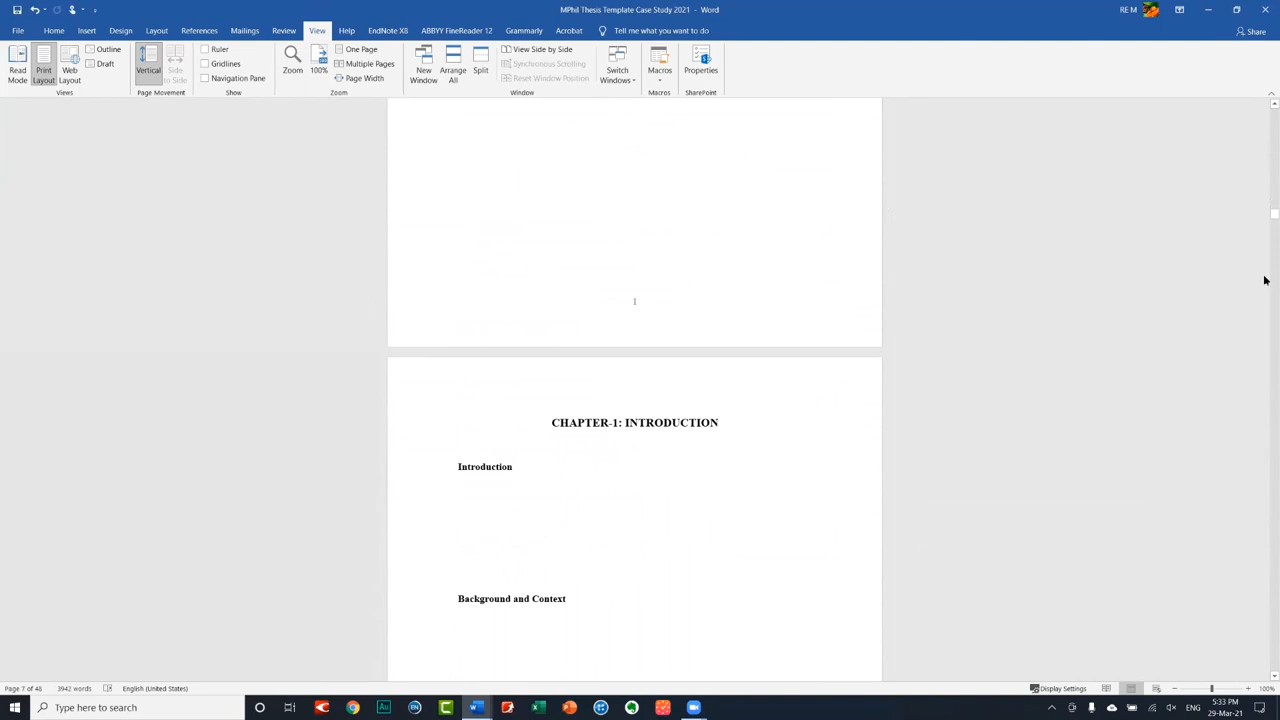 MPhil Thesis Template Case Study 2021 - Word
RE M
File Home Insert Design Layout References Mailings Review View Help EndNote X8 ABBYY FineReader 12 Grammarly Acrobat Tell me what you want to do
Share
Read Mode
Print Layout
Web Layout
Outline
Draft
Views
Vertical
Side to Side
Page Movement
Ruler
Gridlines
Navigation Pane
Show
Zoom
100%
One Page
Multiple Pages
Page Width
Zoom
New Window
Arrange All
Split
View Side by Side
Synchronous Scrolling
Reset Window Position
Window
Switch Windows
Macros
Macros
Properties
SharePoint
CHAPTER-1: INTRODUCTION
Introduction
Background and Context
Page 7 of 48 3942 words English (United States)
Display Settings
100%
Type here to search
ENG
5:33 PM
29-Mar-21